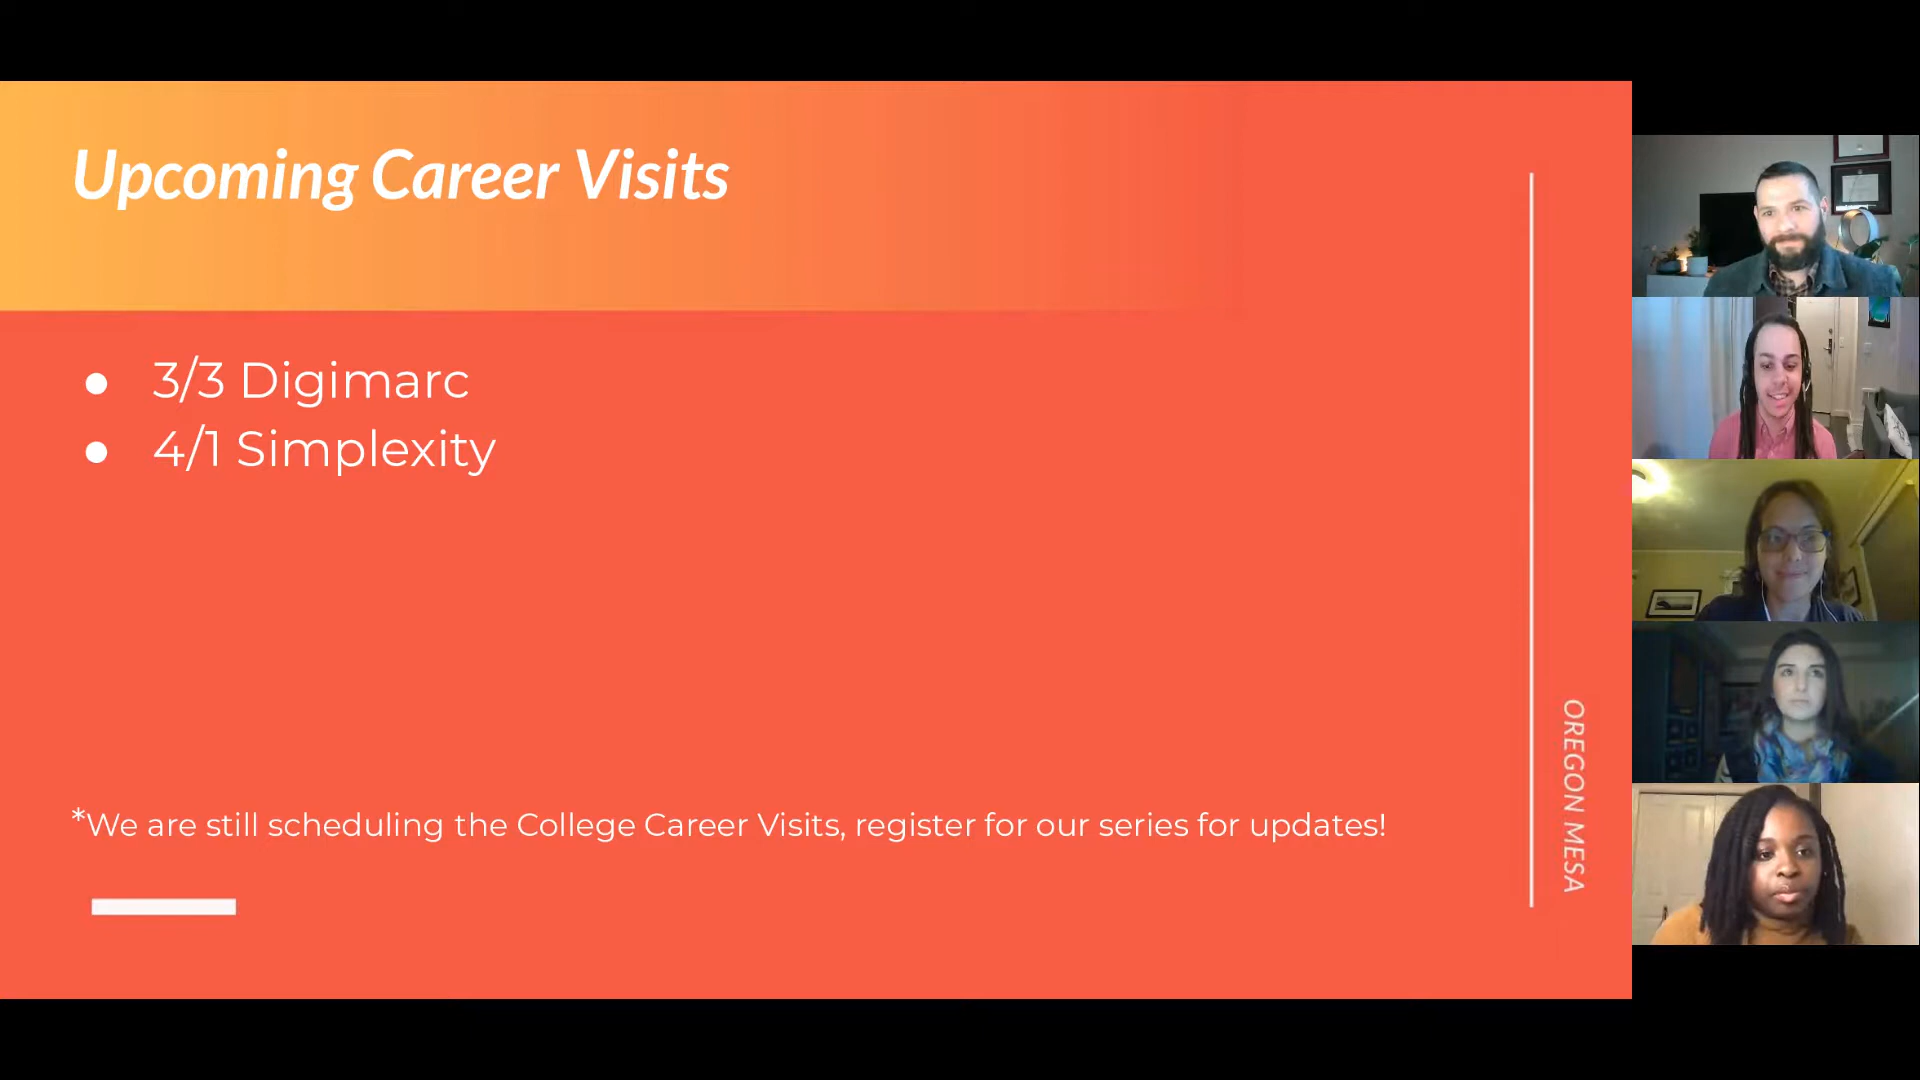 Upcoming Career Visits
3/3 Digimarc
4/1 Simplexity
*We are still scheduling the College Career Visits, register for our series for updates!
OREGON MESA